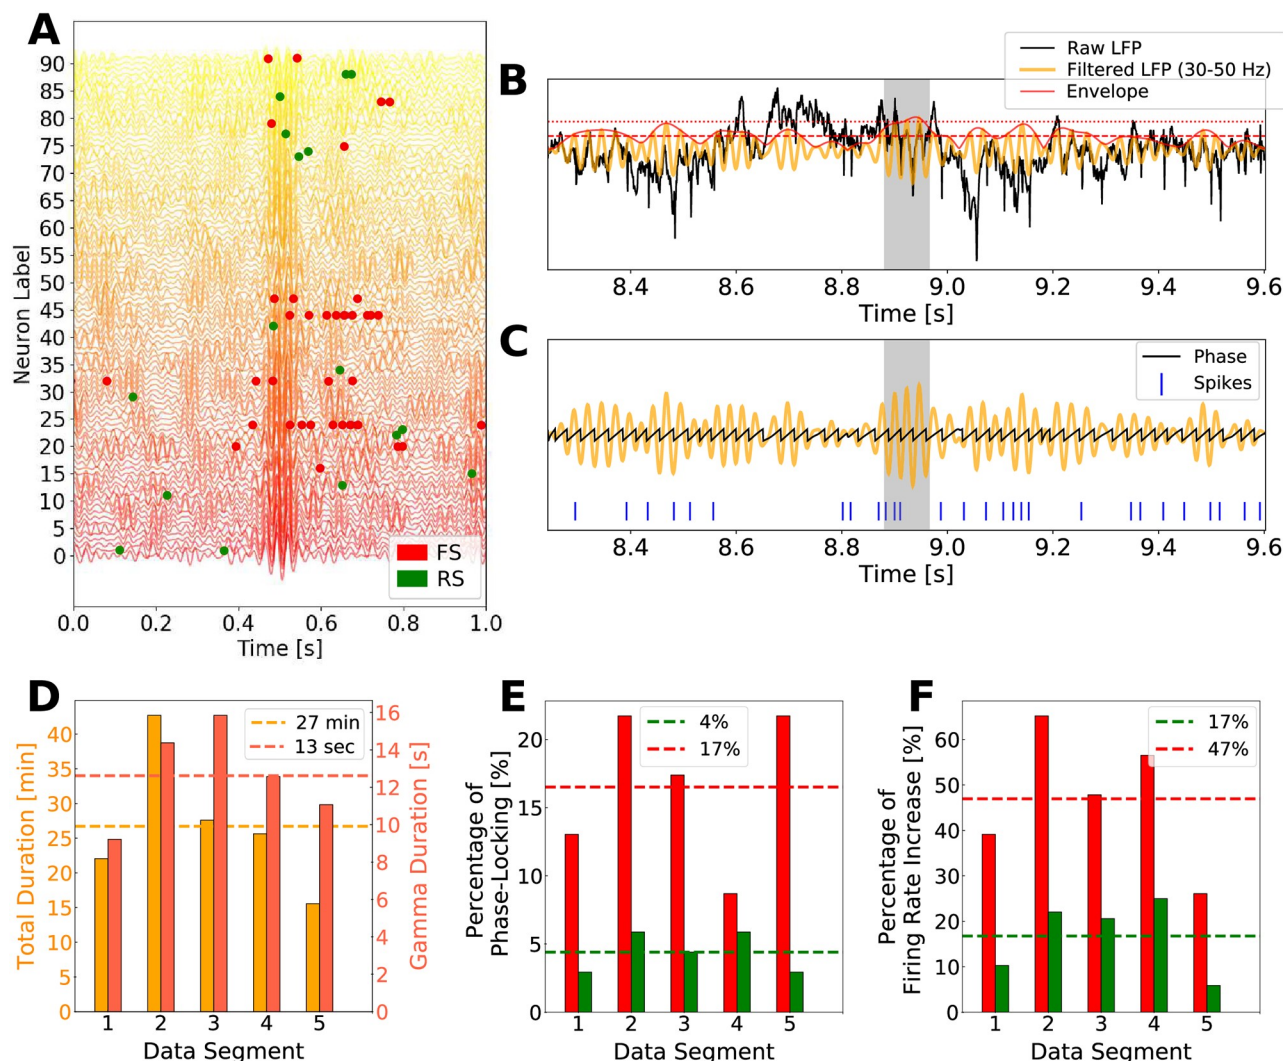 A
90
85
80
75
70
65
60
55
50
45
40
35
30
25
20
15
10
5
0
Neuron Label
FS
RS
0.0 0.2 0.4 0.6 0.8 1.0
Time [s]
B
Raw LFP
Filtered LFP (30-50 Hz)
Envelope
8.4 8.6 8.8 9.0 9.2 9.4 9.6
Time [s]
C
Phase
Spikes
8.4 8.6 8.8 9.0 9.2 9.4 9.6
Time [s]
D
Total Duration [min]
40
35
30
25
20
15
10
5
0
27 min
13 sec
16
14
12
10
8
6
4
2
0
Gamma Duration [s]
1 2 3 4 5
Data Segment
E
Percentage of
Phase-Locking [%]
20
15
10
5
0
4%
17%
1 2 3 4 5
Data Segment
F
Percentage of
Firing Rate Increase [%]
60
50
40
30
20
10
0
17%
47%
1 2 3 4 5
Data Segment